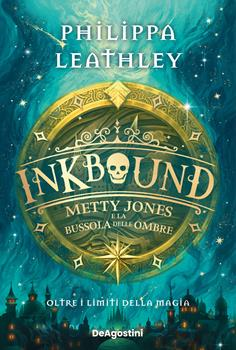 PHILIPPA
LEATHLEY
INKBOUND
METTY JONES
E LA
BUSSOLA DELLE OMBRE
OLTRE I LIMITI DELLA MAGIA
DeAgostini